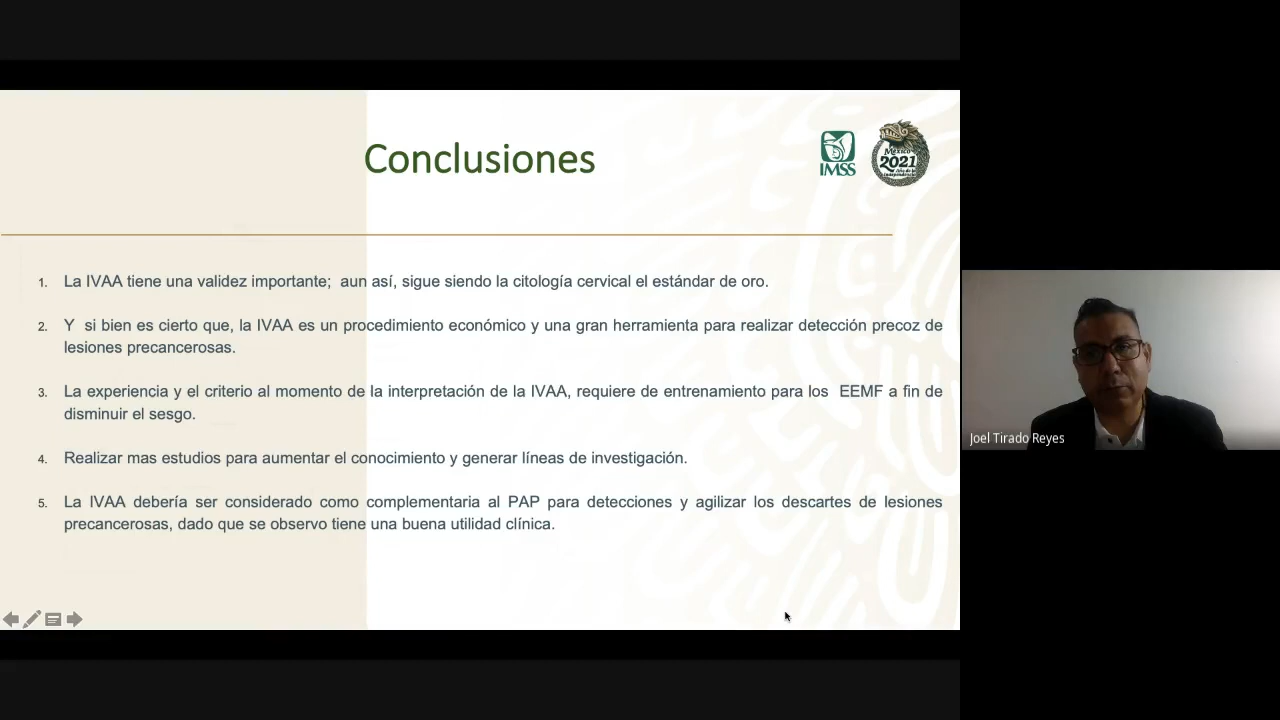 Conclusiones
IMSS
México
2021
Año de la
Independencia
1. La IVAA tiene una validez importante;  aun así, sigue siendo la citología cervical el estándar de oro.
2. Y  si bien es cierto que, la IVAA es un procedimiento económico y una gran herramienta para realizar detección precoz de
lesiones precancerosas.
3. La experiencia y el criterio al momento de la interpretación de la IVAA, requiere de entrenamiento para los  EEMF a fin de
disminuir el sesgo.
4. Realizar mas estudios para aumentar el conocimiento y generar líneas de investigación.
5. La IVAA debería ser considerado como complementaria al PAP para detecciones y agilizar los descartes de lesiones
precancerosas, dado que se observo tiene una buena utilidad clínica.
Joel Tirado Reyes